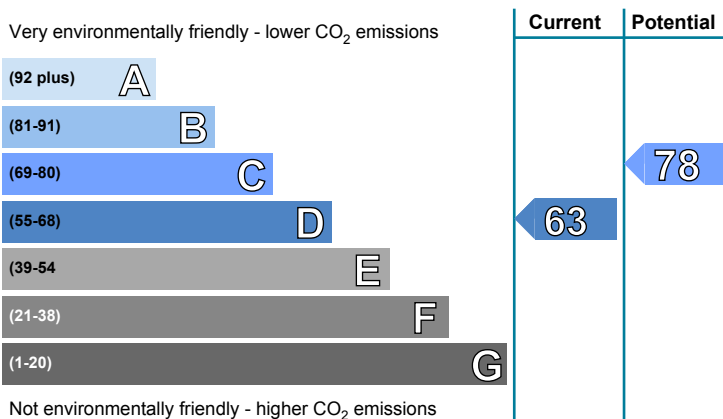 Current Potential
Very environmentally friendly - lower CO2 emissions
(92 plus) A
(81-91) B
(69-80) C
78
(55-68) D
63
(39-54 E
(21-38) F
(1-20) G
Not environmentally friendly - higher CO2 emissions